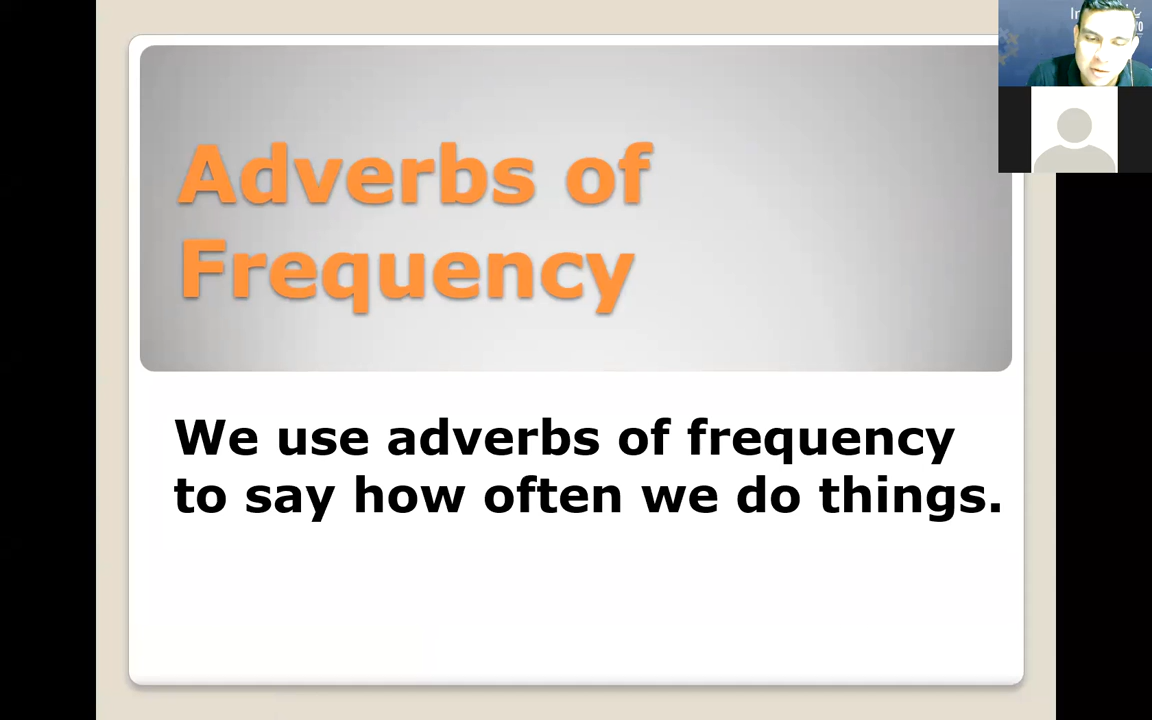 Adverbs of
Frequency
We use adverbs of frequency
to say how often we do things.